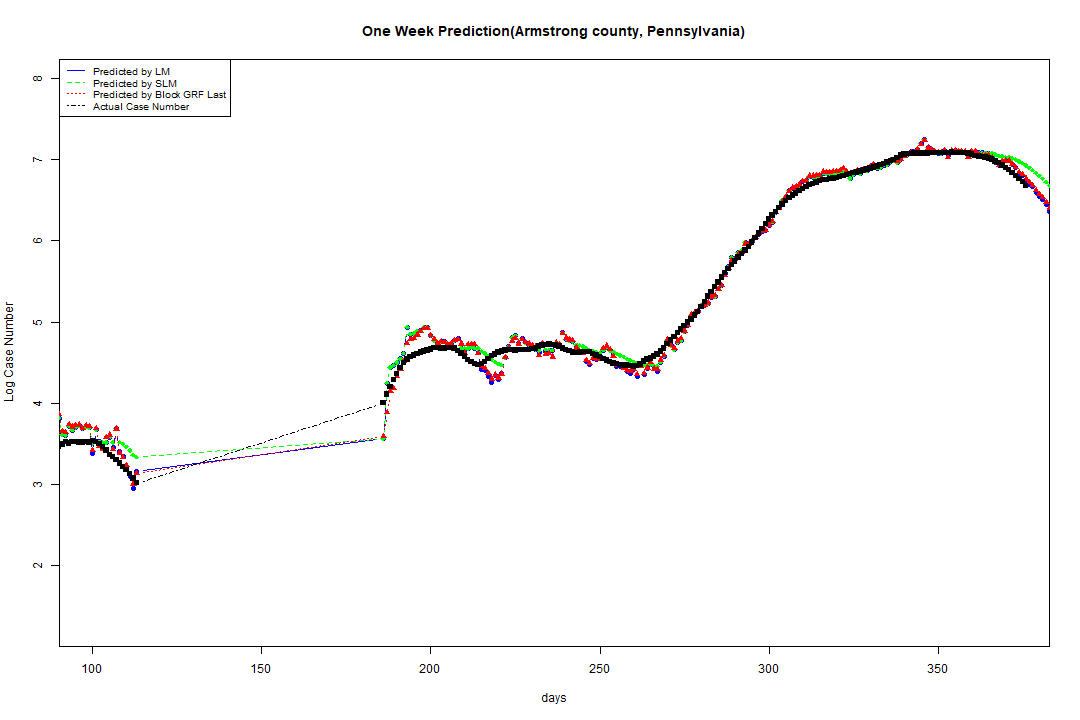 One Week Prediction(Armstrong county, Pennsylvania)
Predicted by LM
Predicted by SLM
Predicted by Block GRF Last
Actual Case Number
8
7
6
5
4
3
2
Log Case Number
100 150 200 250 300 350
days